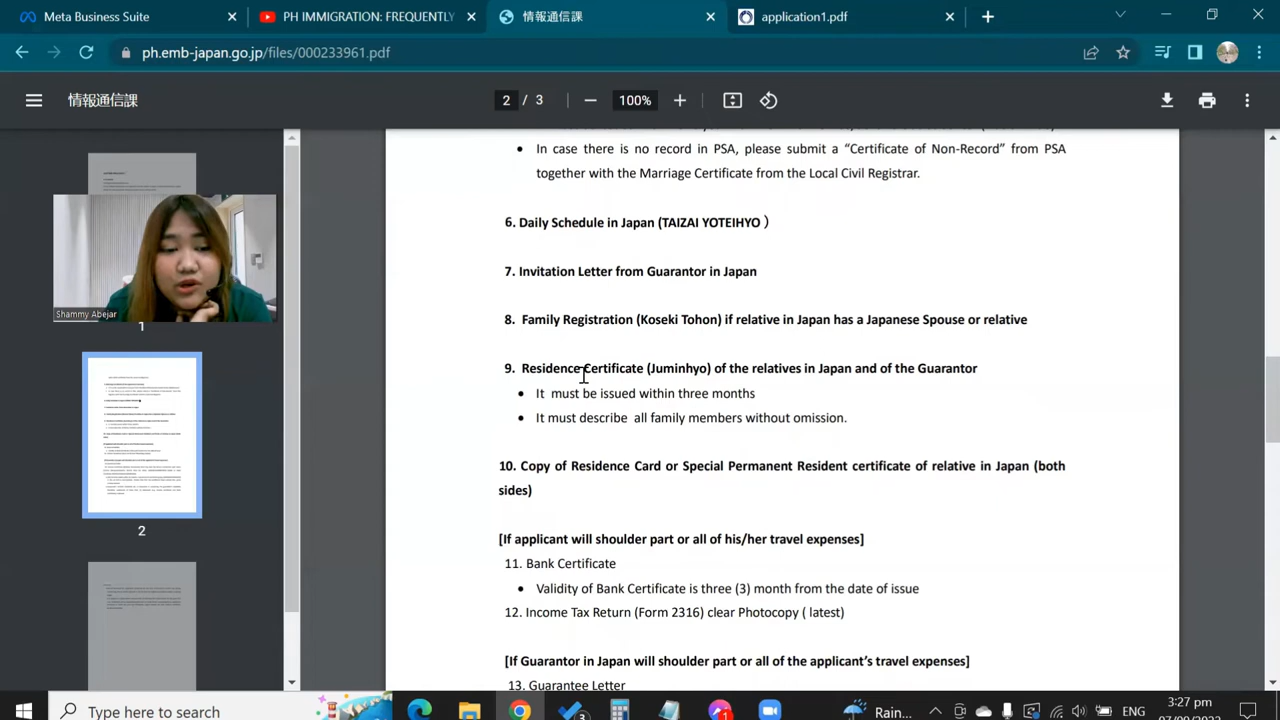 Meta Business Suite
PH IMMIGRATION: FREQUENTLY
情報通信課
application1.pdf
ph.emb-japan.go.jp/files/000233961.pdf
情報通信課
2 / 3
100%
• In case there is no record in PSA, please submit a “Certificate of Non-Record” from PSA
together with the Marriage Certificate from the Local Civil Registrar.
6. Daily Schedule in Japan (TAIZAI YOTEIHYO )
7. Invitation Letter from Guarantor in Japan
8. Family Registration (Koseki Tohon) if relative in Japan has a Japanese Spouse or relative
9. Residence Certificate (Juminhyo) of the relatives in Japan and of the Guarantor
• It must be issued within three months
• It must describe all family members without omission.
10. Copy of Residence Card or Special Permanent Resident certificate of relative in Japan (both
sides)
[If applicant will shoulder part or all of his/her travel expenses]
11. Bank Certificate
• Validity of Bank Certificate is three (3) month from the date of issue
12. Income Tax Return (Form 2316) clear Photocopy ( latest)
[If Guarantor in Japan will shoulder part or all of the applicant’s travel expenses]
13. Guarantee Letter
Shammy Abejar
1
2
Type here to search
3
1
Rain...
ENG
3:27 pm